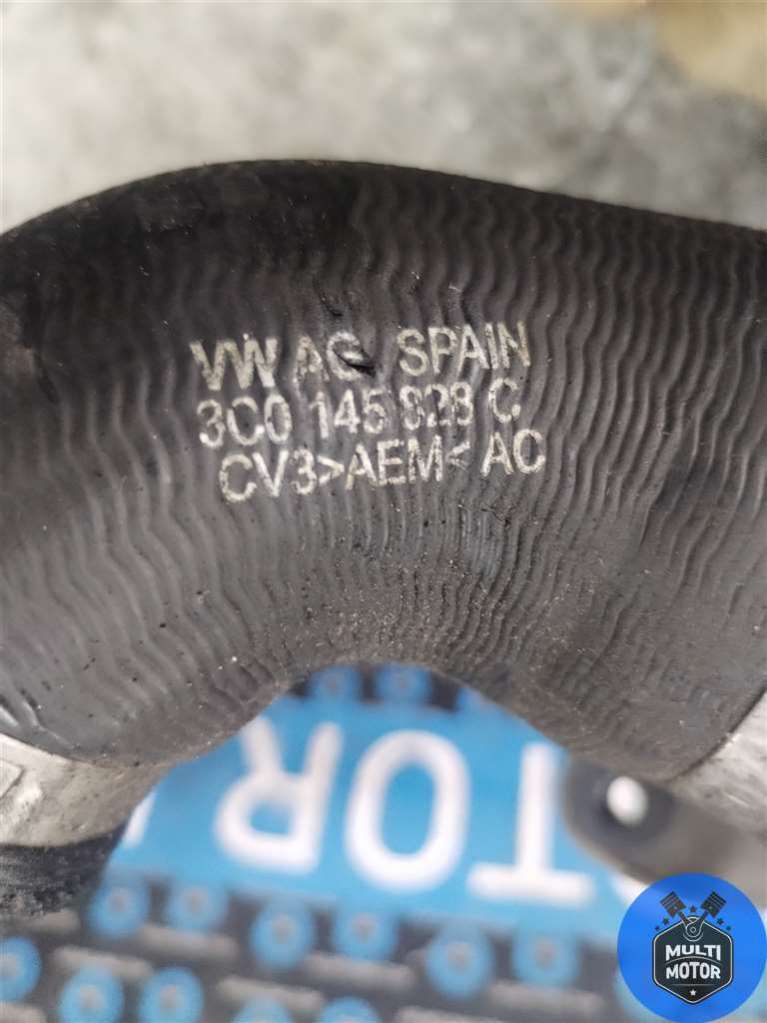 VW AG SPAIN
3C0 145 828 C
CV3>AEM< AC
TOR
MULTI
MOTOR